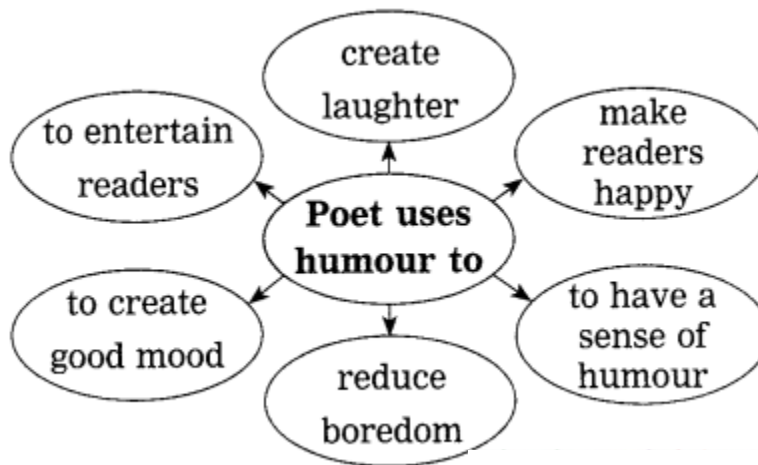 create
laughter
to entertain
readers
make
readers
happy
Poet uses
humour to
to create
good mood
to have a
sense of
humour
reduce
boredom